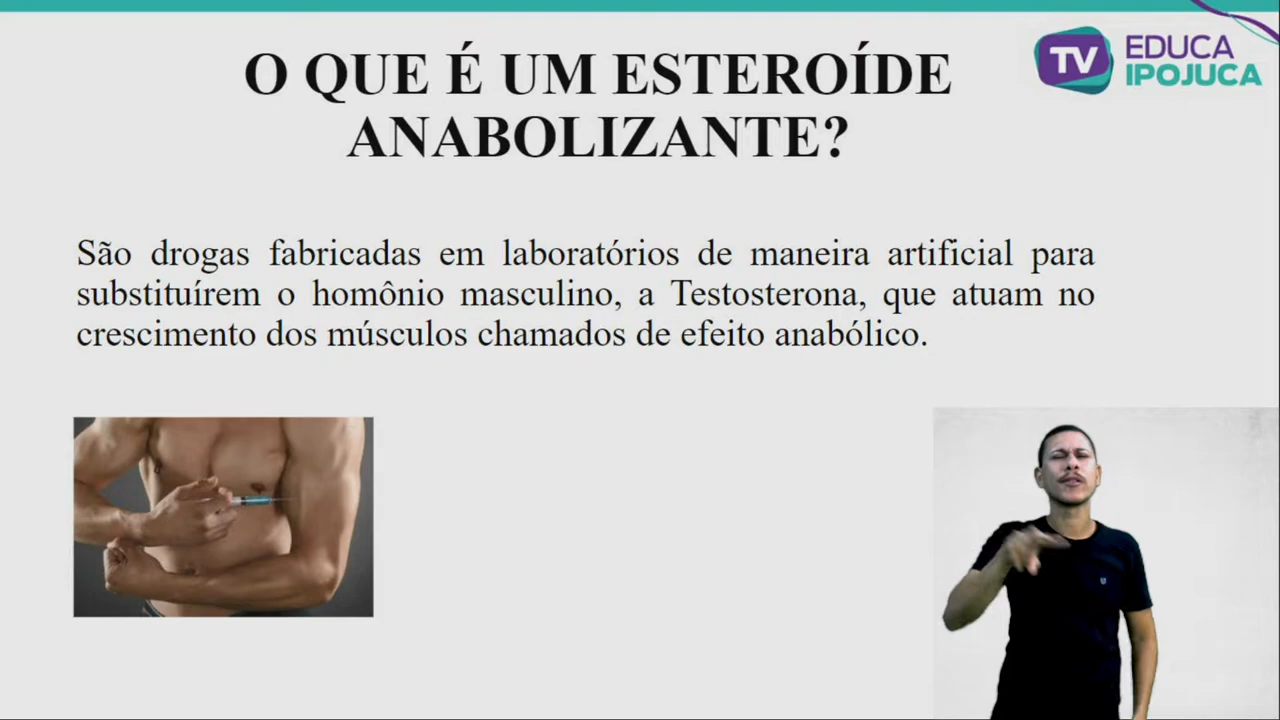 O QUE É UM ESTEROÍDE
ANABOLIZANTE?
TV EDUCA
IPOJUCA
São drogas fabricadas em laboratórios de maneira artificial para
substituírem o homônio masculino, a Testosterona, que atuam no
crescimento dos músculos chamados de efeito anabólico.